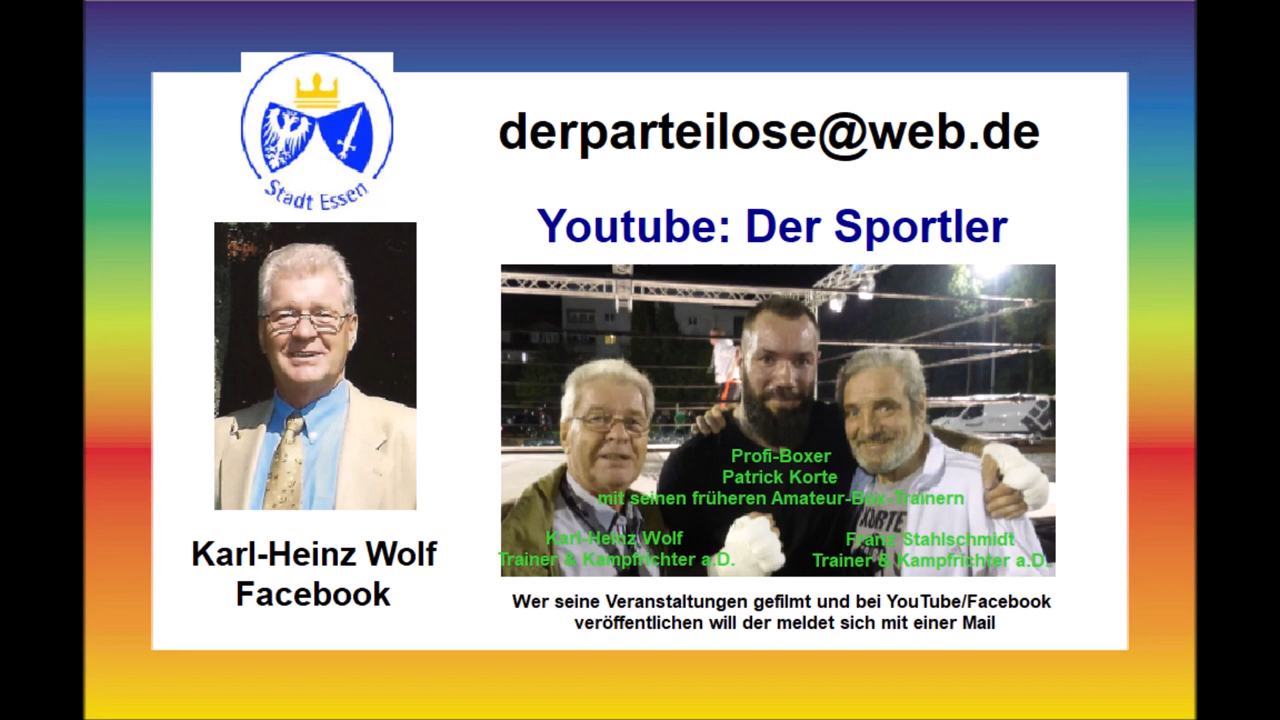 Stadt Essen
derparteilose@web.de
Youtube: Der Sportler
Profi-Boxer
Patrick Korte
mit seinen früheren Amateur-Box-Trainern
KORTE
Karl-Heinz Wolf
Trainer & Kampfrichter a.D.
Franz Stahlschmidt
Trainer & Kampfrichter a.D.
Karl-Heinz Wolf
Facebook
Wer seine Veranstaltungen gefilmt und bei YouTube/Facebook
veröffentlichen will der meldet sich mit einer Mail